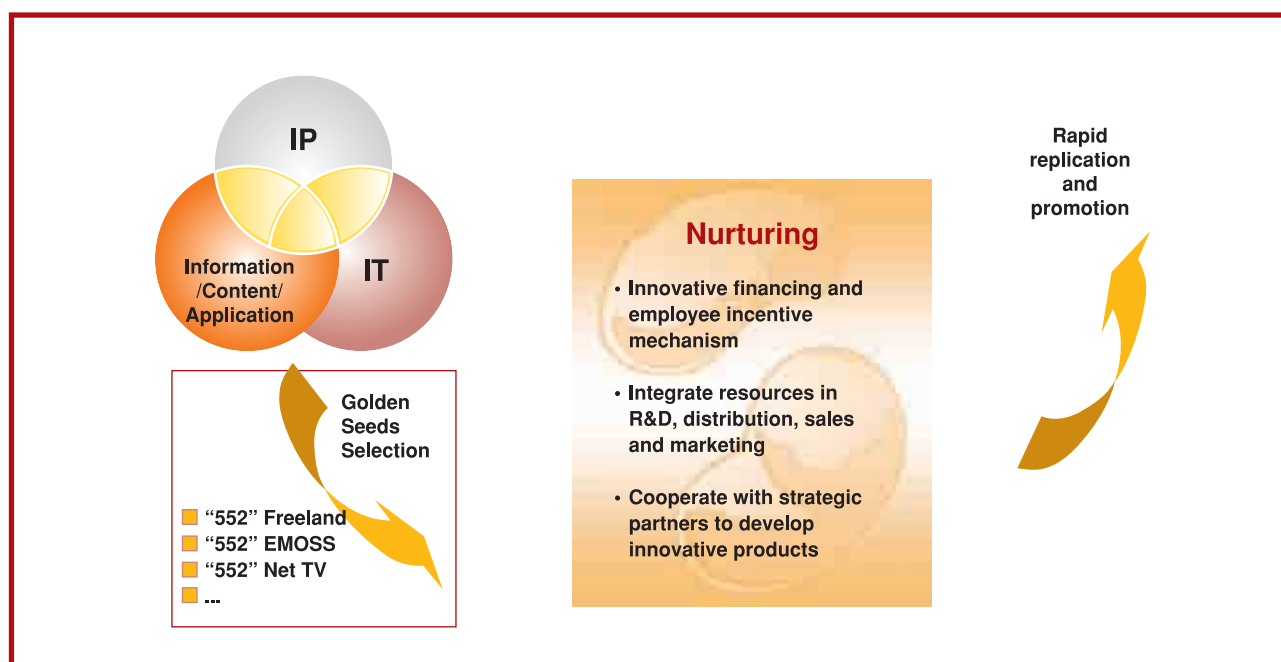 IP
Information
/Content/
Application
IT
Golden
Seeds
Selection
“552” Freeland
“552” EMOSS
“552” Net TV
...
Nurturing
• Innovative financing and
employee incentive
mechanism
• Integrate resources in
R&D, distribution, sales
and marketing
• Cooperate with strategic
partners to develop
innovative products
Rapid
replication
and
promotion